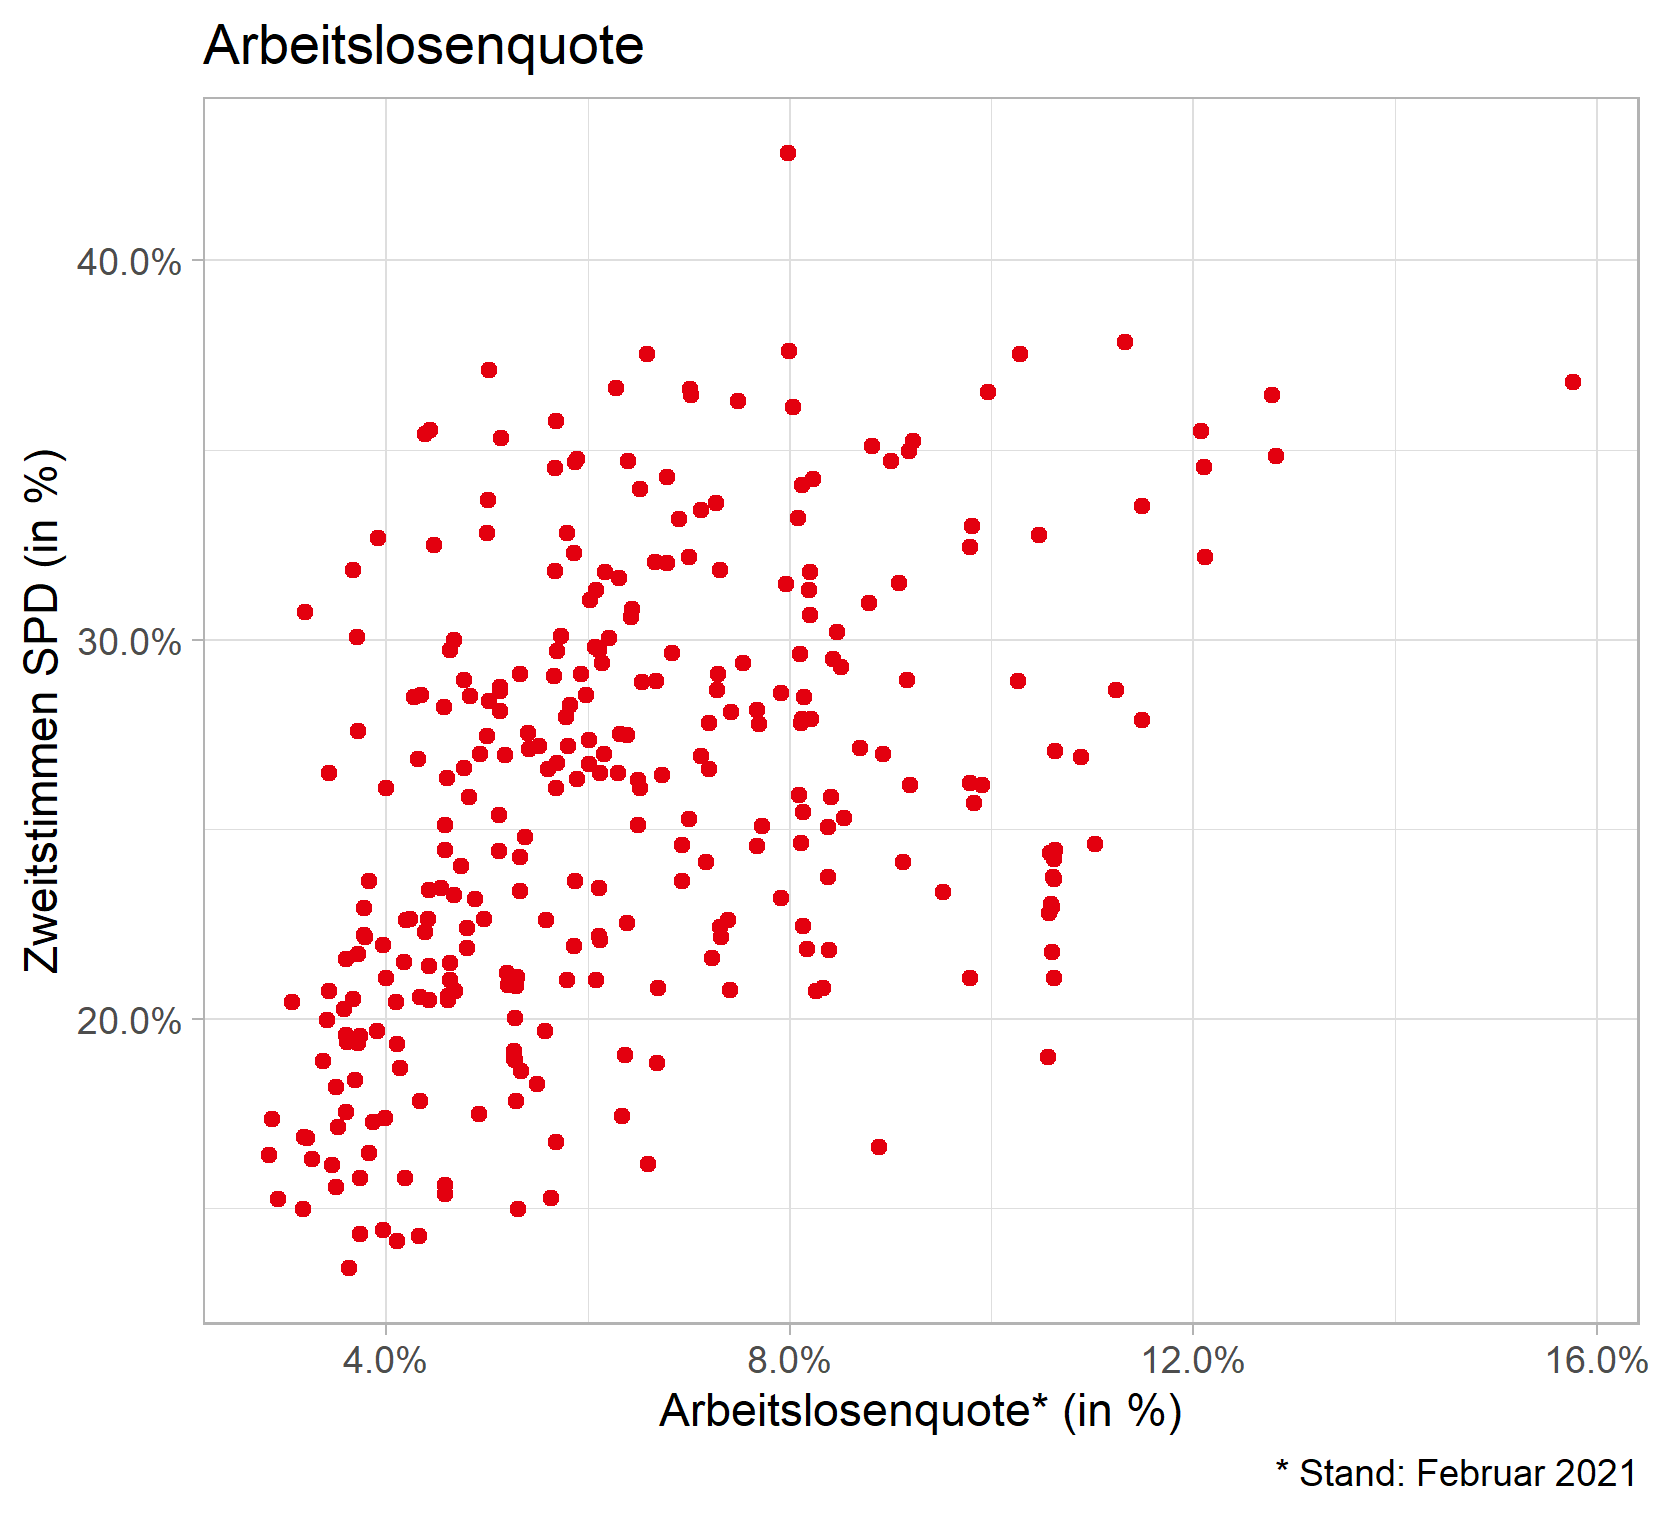 Arbeitslosenquote
Zweitstimmen SPD (in %)
40.0%
30.0%
20.0%
4.0%
8.0%
12.0%
16.0%
Arbeitslosenquote* (in %)
* Stand: Februar 2021